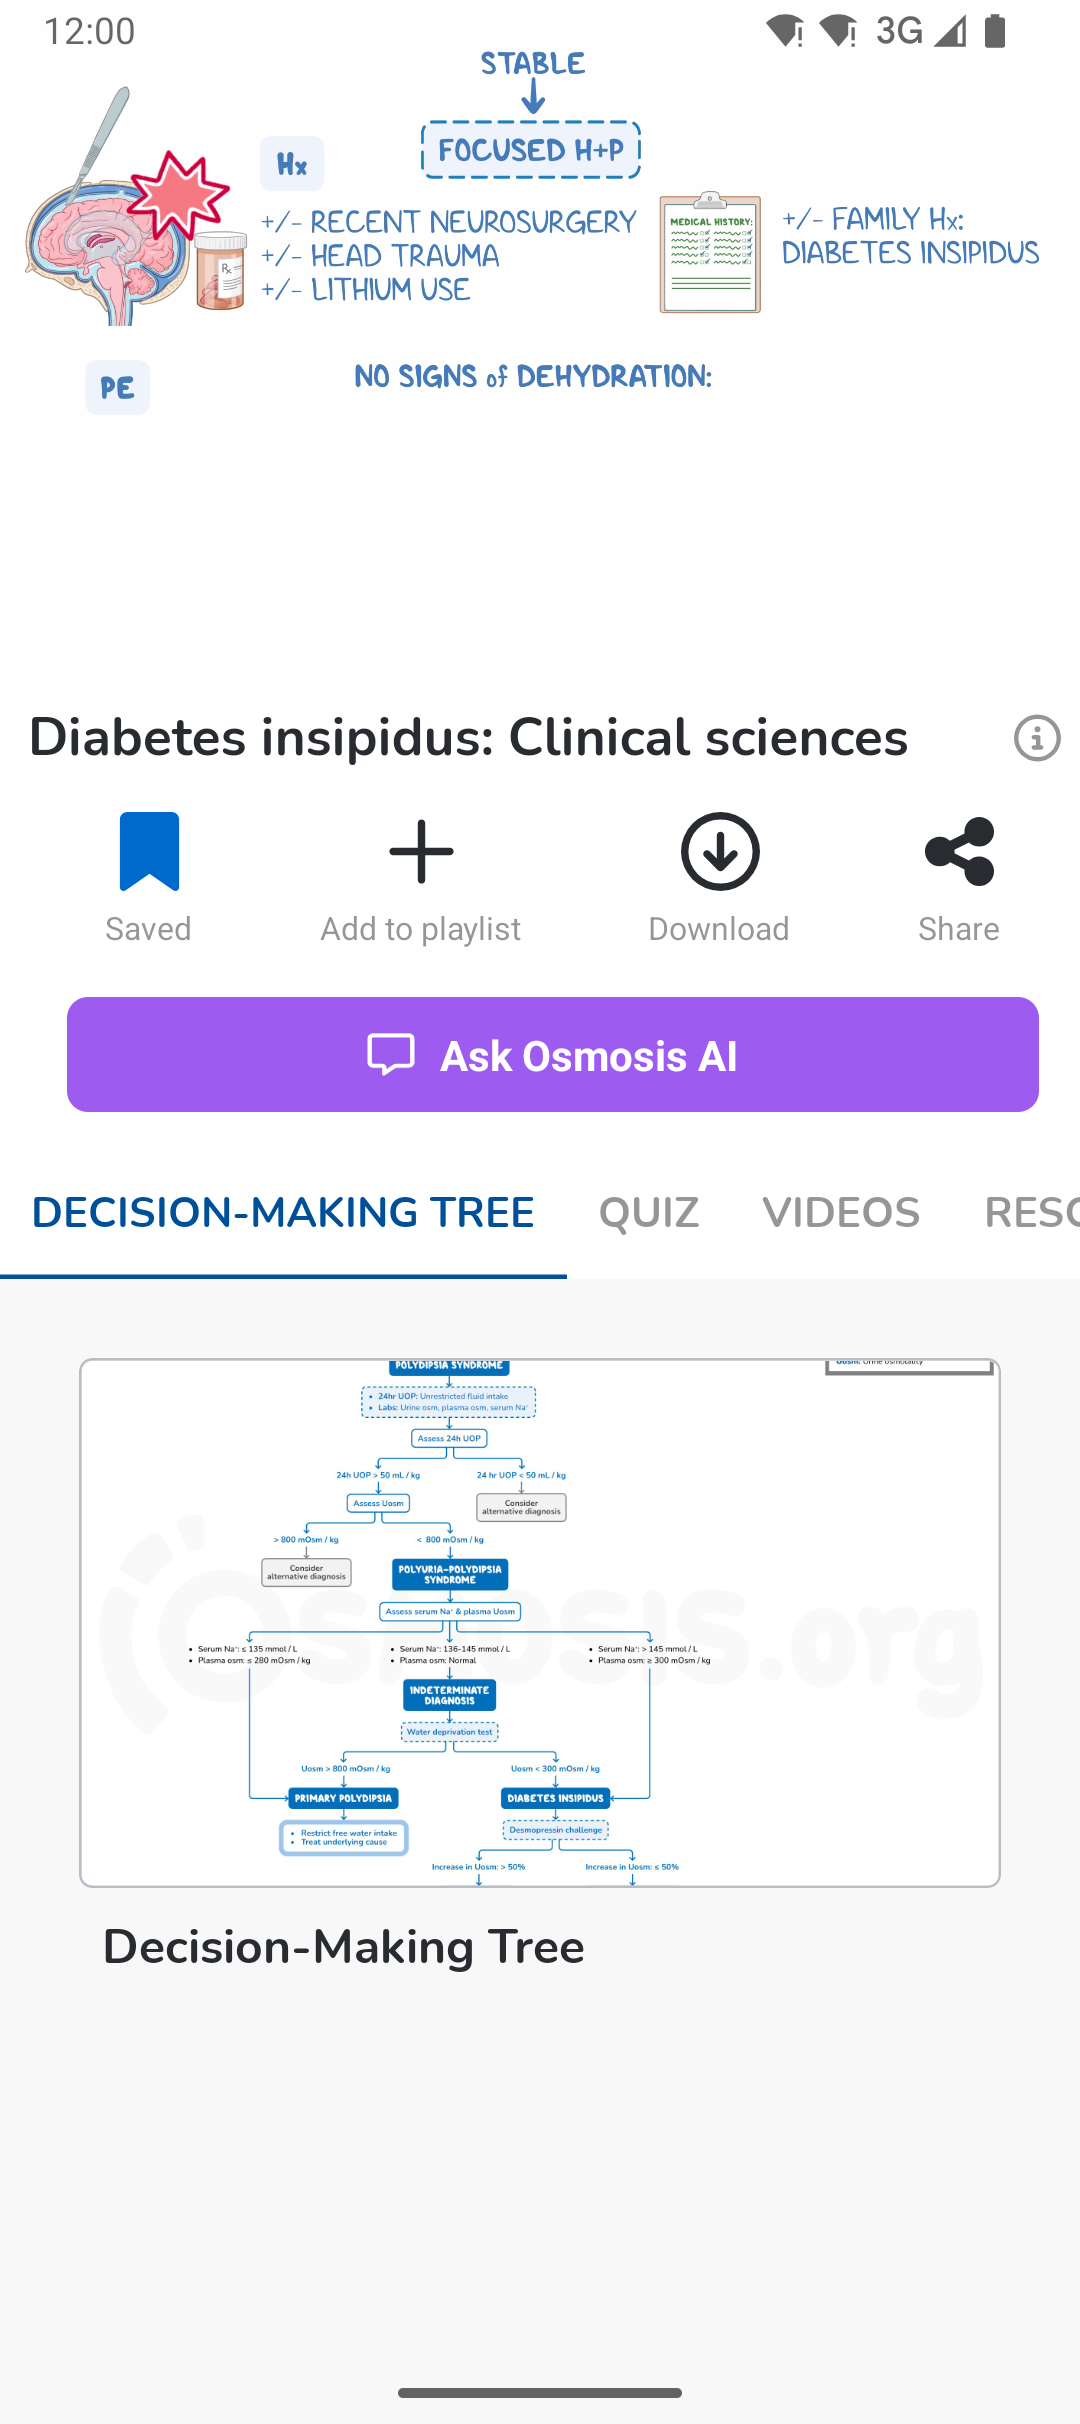 12:00
3G
STABLE
FOCUSED H+P
Hx
+/- RECENT NEUROSURGERY
+/- HEAD TRAUMA
+/- LITHIUM USE
Rx
MEDICAL HISTORY:
+/- FAMILY Hx:
DIABETES INSIPIDUS
PE
NO SIGNS of DEHYDRATION:
Diabetes insipidus: Clinical sciences
Saved
Add to playlist
Download
Share
Ask Osmosis AI
DECISION-MAKING TREE
QUIZ
VIDEOS
RESO
POLYDIPSIA SYNDROME
Uosm: Urine osmolality
• 24hr UOP: Unrestricted fluid intake
• Labs: Urine osm, plasma osm, serum Na⁺
Assess 24h UOP
24h UOP > 50 mL / kg
24 hr UOP < 50 mL / kg
Assess Uosm
Consider
alternative diagnosis
> 800 mOsm / kg
< 800 mOsm / kg
Consider
alternative diagnosis
POLYURIA-POLYDIPSIA
SYNDROME
Assess serum Na⁺ & plasma Uosm
• Serum Na⁺: ≤ 135 mmol / L
• Plasma osm: ≤ 280 mOsm / kg
• Serum Na⁺: 136-145 mmol / L
• Plasma osm: Normal
• Serum Na⁺: > 145 mmol / L
• Plasma osm: ≥ 300 mOsm / kg
INDETERMINATE
DIAGNOSIS
Water deprivation test
Uosm > 800 mOsm / kg
Uosm < 300 mOsm / kg
PRIMARY POLYDIPSIA
DIABETES INSIPIDUS
• Restrict free water intake
• Treat underlying cause
Desmopressin challenge
Increase in Uosm: > 50%
Increase in Uosm: ≤ 50%
OSMOSIS.org
Decision-Making Tree